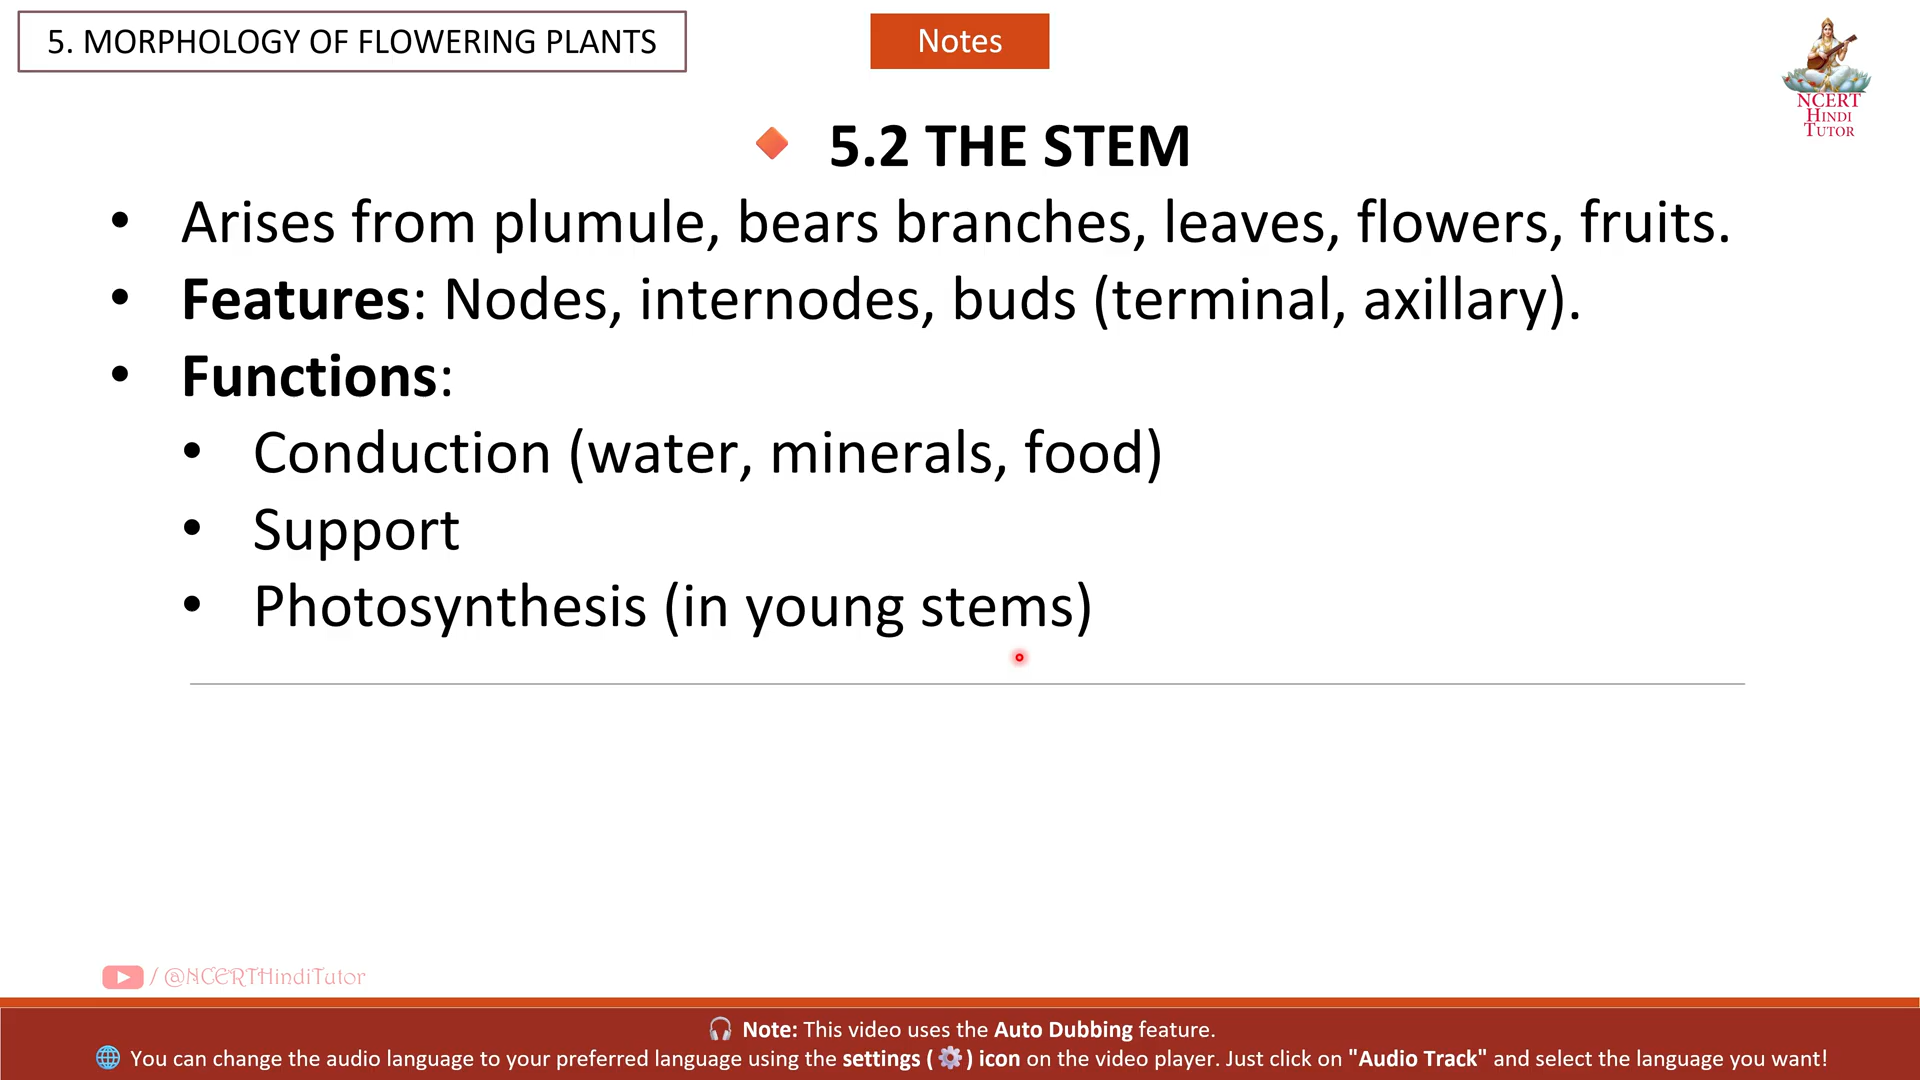 5. MORPHOLOGY OF FLOWERING PLANTS
Notes
NCERT
HINDI
TUTOR
🔸 5.2 THE STEM
• Arises from plumule, bears branches, leaves, flowers, fruits.
• Features: Nodes, internodes, buds (terminal, axillary).
• Functions:
• Conduction (water, minerals, food)
• Support
• Photosynthesis (in young stems)
/ @NCERTHindiTutor
🎧 Note: This video uses the Auto Dubbing feature.
🌐 You can change the audio language to your preferred language using the settings ( ⚙️ ) icon on the video player. Just click on "Audio Track" and select the language you want!